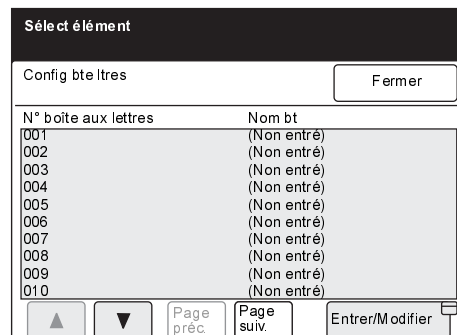 Sélect élément
Config bte ltres
Fermer
N° boîte aux lettres Nom bt
001 (Non entré)
002 (Non entré)
003 (Non entré)
004 (Non entré)
005 (Non entré)
006 (Non entré)
007 (Non entré)
008 (Non entré)
009 (Non entré)
010 (Non entré)
Page préc.
Page suiv.
Entrer/Modifier